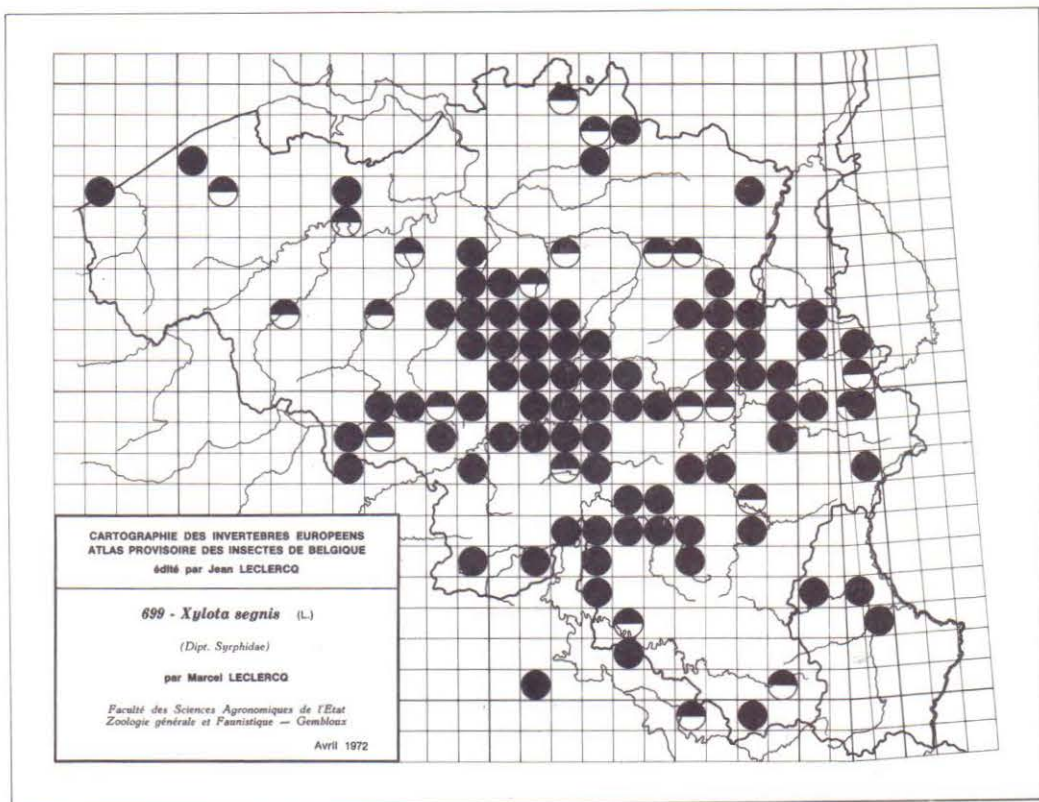 CARTOGRAPHIE DES INVERTEBRES EUROPEENS
ATLAS PROVISOIRE DES INSECTES DE BELGIQUE
édité par Jean LECLERCQ
699 - Xylota segnis (L.)
(Dipt. Syrphidae)
par Marcel LECLERCQ
Faculté des Sciences Agronomiques de l'Etat
Zoologie générale et Faunistique — Gembloux
Avril 1972